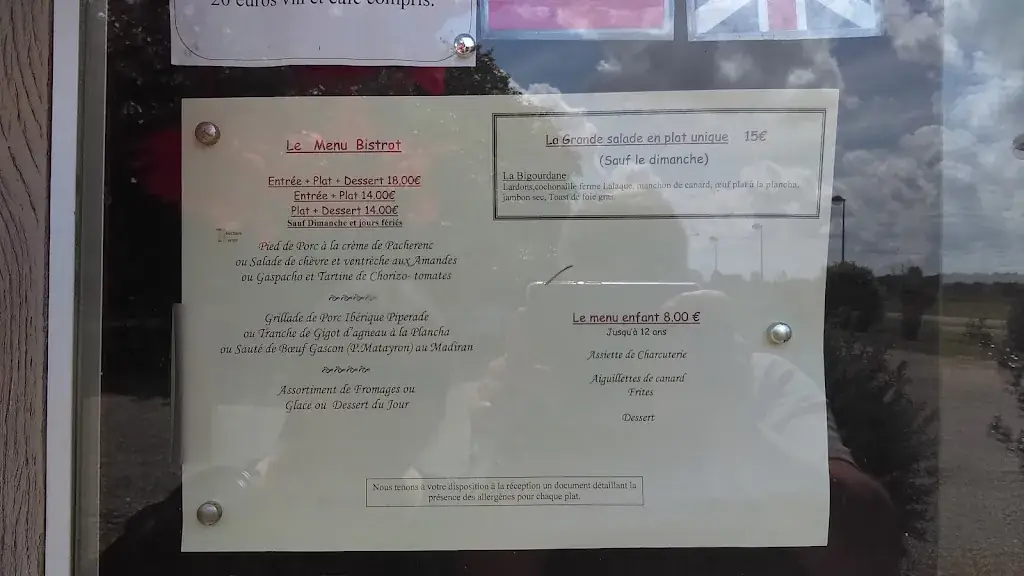 20 euros vin et café compris.
Le Menu Bistrot
Entrée + Plat + Dessert 18.00€
Entrée + Plat 14.00€
Plat + Dessert 14.00€
Sauf Dimanche et jours fériés
Pied de Porc à la crème de Pacherenc
ou Salade de chèvre et ventrèche aux Amandes
ou Gaspacho et Tartine de Chorizo- tomates
Grillade de Porc Ibérique Piperade
ou Tranche de Gigot d'agneau à la Plancha
ou Sauté de Bœuf Gascon (P.Matayron) au Madiran
Assortiment de Fromages ou
Glace ou Dessert du Jour
La Grande salade en plat unique 15€
(Sauf le dimanche)
La Bigourdane
Lardons,cochonaille ferme Lalaque, manchon de canard, œuf plat à la plancha,
jambon sec, Toast de foie gras
Le menu enfant 8.00 €
Jusqu'à 12 ans
Assiette de Charcuterie
Aiguillettes de canard
Frites
Dessert
Nous tenons à votre disposition à la réception un document détaillant la
présence des allergènes pour chaque plat.